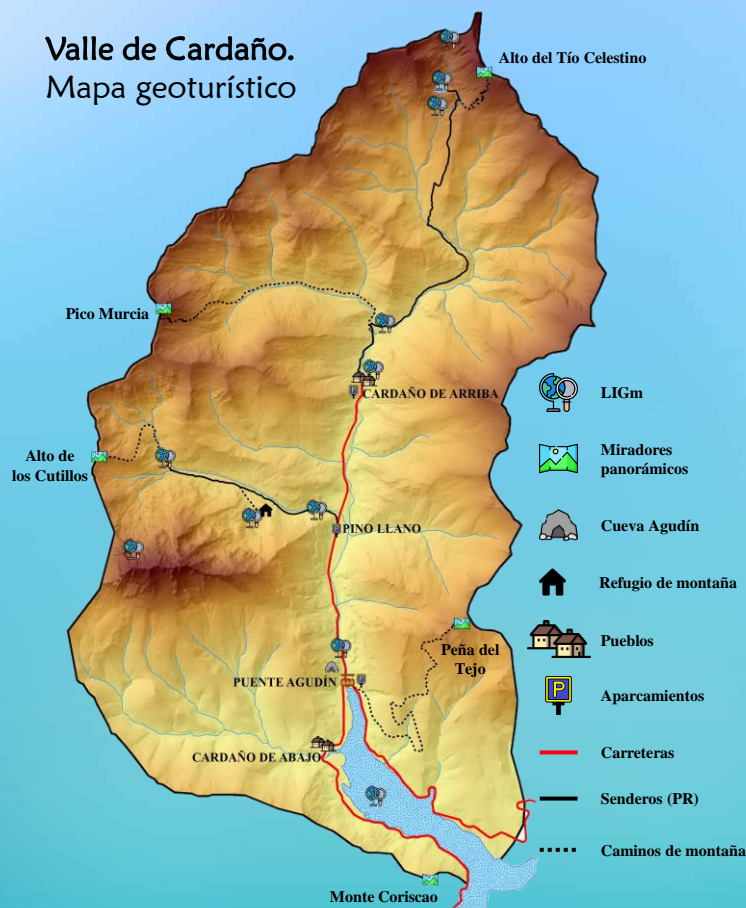 Valle de Cardaño.
Mapa geoturístico
Alto del Tío Celestino
Pico Murcia
CARDAÑO DE ARRIBA
LIGm
Alto de
los Cutillos
Miradores
panorámicos
PINO LLANO
Cueva Agudín
Refugio de montaña
Peña del
Tejo
Pueblos
PUENTE AGUDÍN
P
Aparcamientos
CARDAÑO DE ABAJO
Carreteras
Senderos (PR)
Caminos de montaña
Monte Coriscao